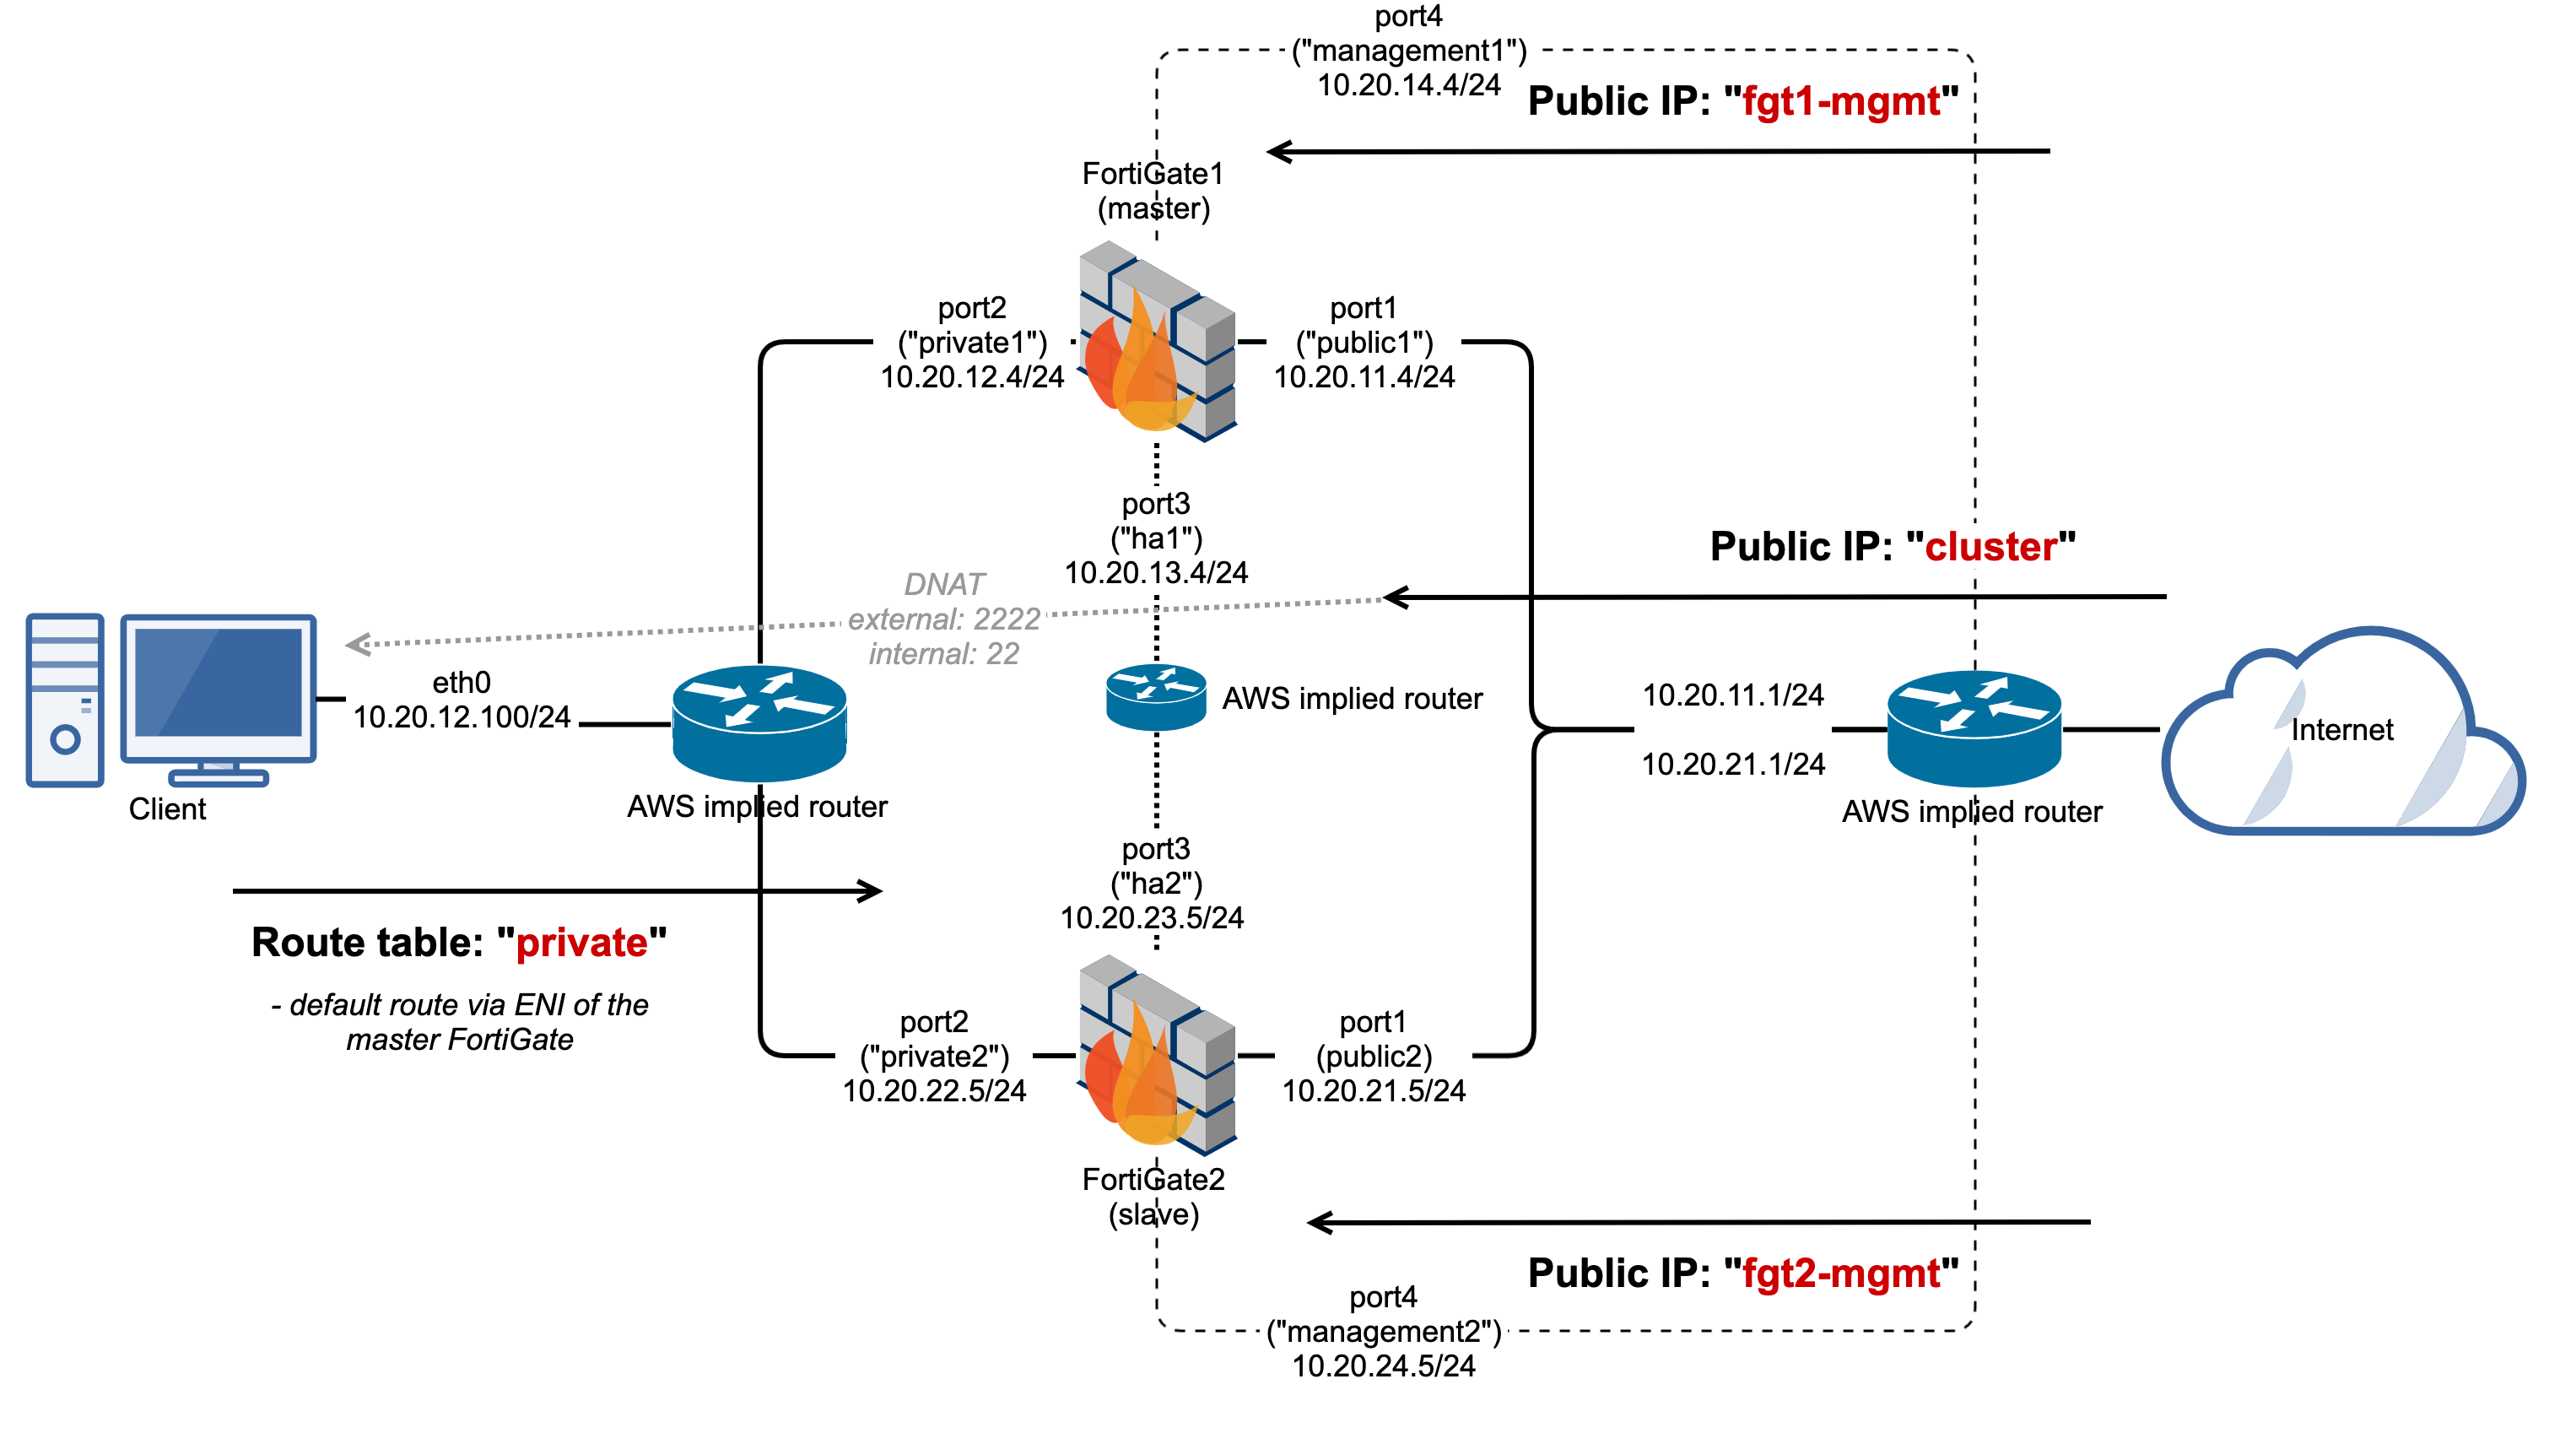 port4
("management1")
10.20.14.4/24
Public IP: "fgt1-mgmt"
FortiGate1
(master)
port2
("private1")
10.20.12.4/24
port1
("public1")
10.20.11.4/24
port3
("ha1")
10.20.13.4/24
Public IP: "cluster"
DNAT
external: 2222
internal: 22
eth0
10.20.12.100/24
Client
AWS implied router
AWS implied router
10.20.11.1/24
10.20.21.1/24
AWS implied router
Internet
port3
("ha2")
10.20.23.5/24
Route table: "private"
- default route via ENI of the
master FortiGate
port2
("private2")
10.20.22.5/24
port1
(public2)
10.20.21.5/24
FortiGate2
(slave)
Public IP: "fgt2-mgmt"
port4
("management2")
10.20.24.5/24